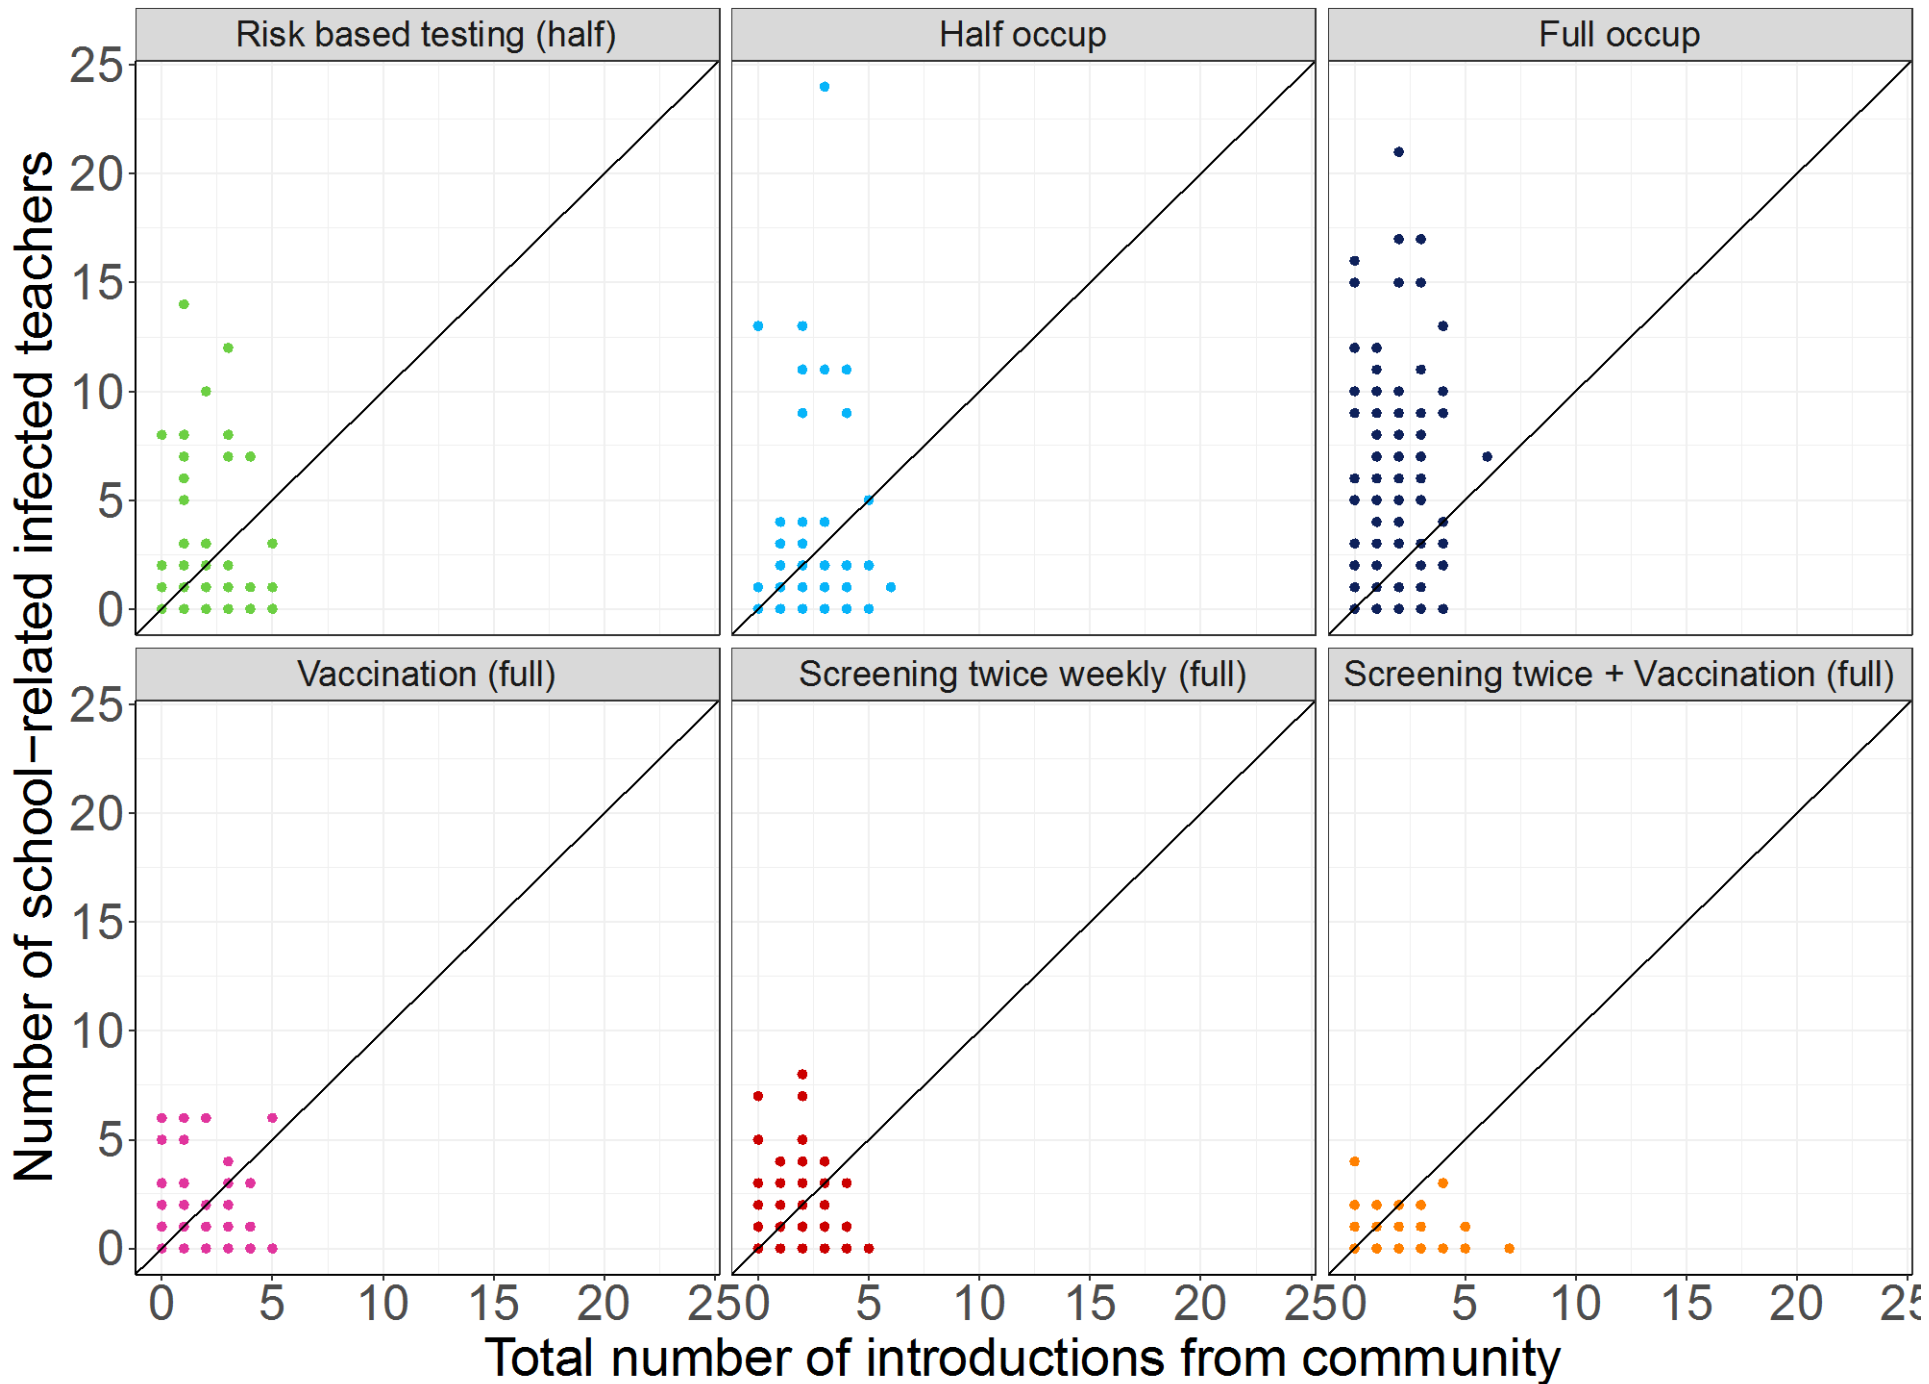 Risk based testing (half)
Half occup
Full occup
Number of school−related infected teachers
25
20
15
10
5
0
Vaccination (full)
Screening twice weekly (full)
Screening twice + Vaccination (full)
25
20
15
10
5
0
0 5 10 15 20 25
0 5 10 15 20 25
0 5 10 15 20 25
Total number of introductions from community